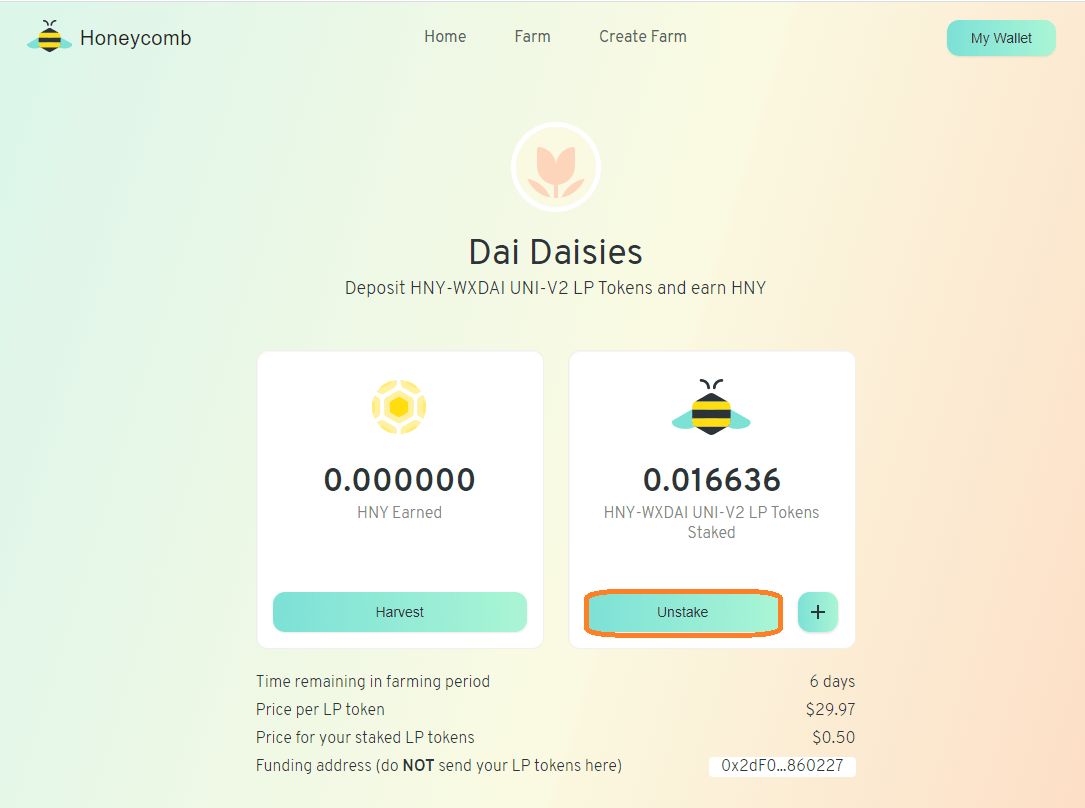 Honeycomb
Home
Farm
Create Farm
My Wallet
Dai Daisies
Deposit HNY-WXDAI UNI-V2 LP Tokens and earn HNY
0.000000
HNY Earned
Harvest
0.016636
HNY-WXDAI UNI-V2 LP Tokens
Staked
Unstake
+
Time remaining in farming period 6 days
Price per LP token $29.97
Price for your staked LP tokens $0.50
Funding address (do NOT send your LP tokens here) 0x2dF0...860227